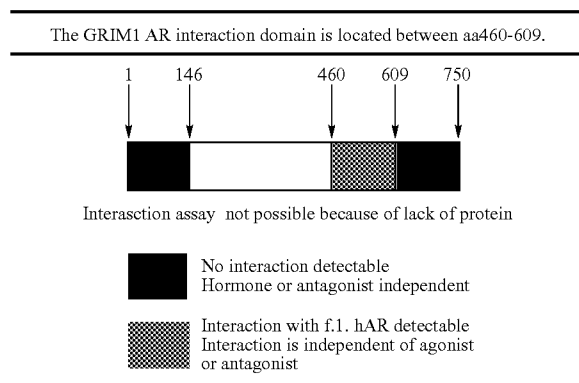 The GRIM1 AR interaction domain is located between aa460-609.
1 146 460 609 750
Interasction assay not possible because of lack of protein
No interaction detectable
Hormone or antagonist independent
Interaction with f.1. hAR detectable
Interaction is independent of agonist
or antagonist